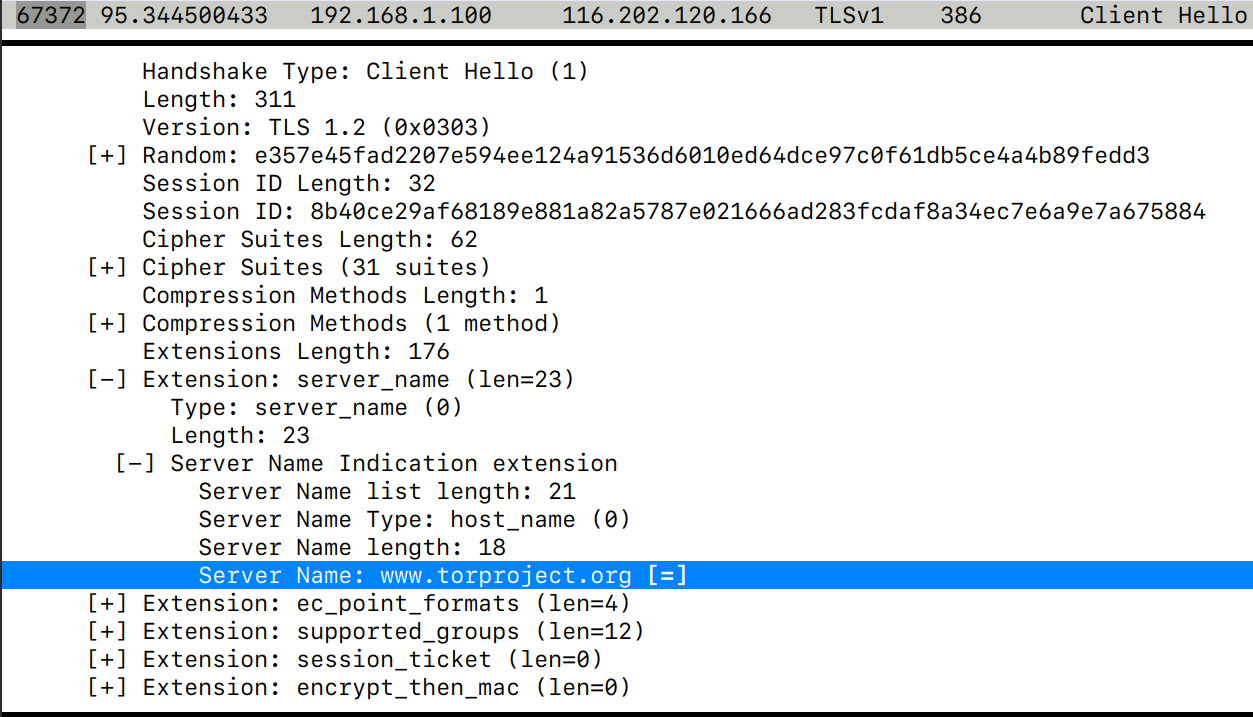 67372 95.344500433 192.168.1.100 116.202.120.166 TLSv1 386 Client Hello
Handshake Type: Client Hello (1)
Length: 311
Version: TLS 1.2 (0x0303)
[+] Random: e357e45fad2207e594ee124a91536d6010ed64dce97c0f61db5ce4a4b89fedd3
Session ID Length: 32
Session ID: 8b40ce29af68189e881a82a5787e021666ad283fcdaf8a34ec7e6a9e7a675884
Cipher Suites Length: 62
[+] Cipher Suites (31 suites)
Compression Methods Length: 1
[+] Compression Methods (1 method)
Extensions Length: 176
[-] Extension: server_name (len=23)
Type: server_name (0)
Length: 23
[-] Server Name Indication extension
Server Name list length: 21
Server Name Type: host_name (0)
Server Name length: 18
Server Name: www.torproject.org [=]
[+] Extension: ec_point_formats (len=4)
[+] Extension: supported_groups (len=12)
[+] Extension: session_ticket (len=0)
[+] Extension: encrypt_then_mac (len=0)